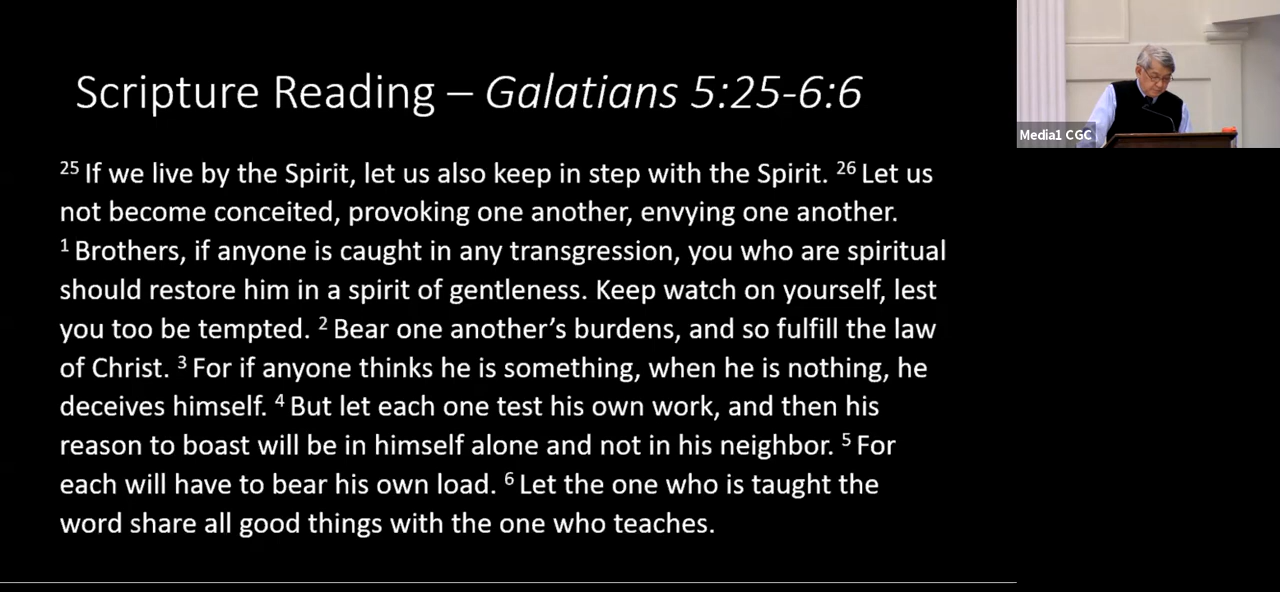 Scripture Reading – Galatians 5:25-6:6
25 If we live by the Spirit, let us also keep in step with the Spirit. 26 Let us
not become conceited, provoking one another, envying one another.
1 Brothers, if anyone is caught in any transgression, you who are spiritual
should restore him in a spirit of gentleness. Keep watch on yourself, lest
you too be tempted. 2 Bear one another’s burdens, and so fulfill the law
of Christ. 3 For if anyone thinks he is something, when he is nothing, he
deceives himself. 4 But let each one test his own work, and then his
reason to boast will be in himself alone and not in his neighbor. 5 For
each will have to bear his own load. 6 Let the one who is taught the
word share all good things with the one who teaches.
Media1 CGC